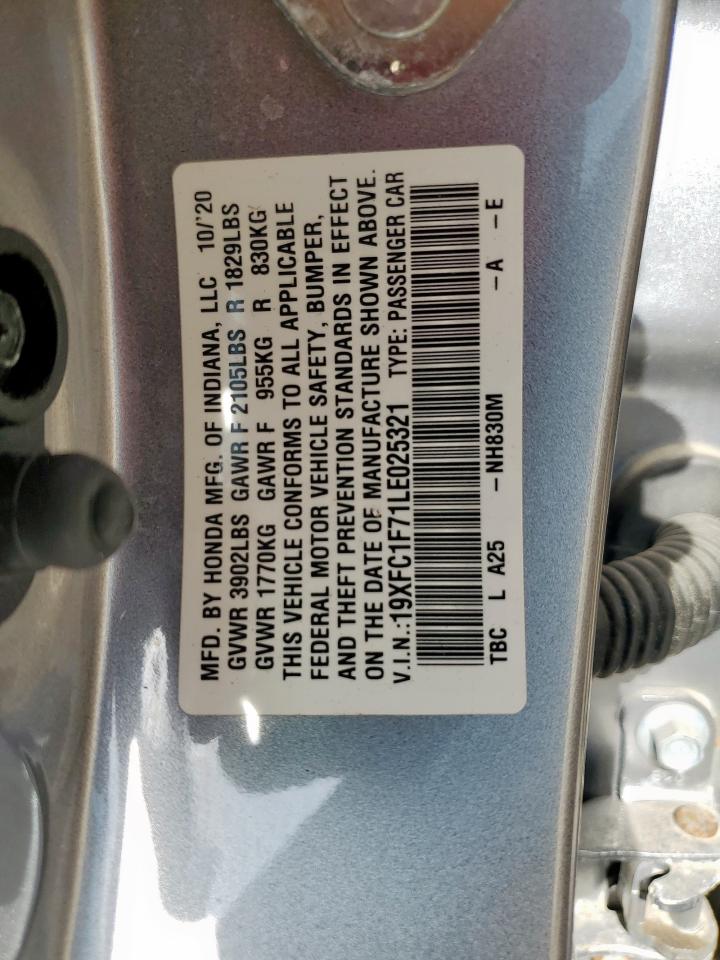 MFD. BY HONDA MFG. OF INDIANA, LLC 10/'20
GVWR 3902LBS GAWR F 2105LBS R 1829LBS
GVWR 1770KG GAWR F 955KG R 830KG
THIS VEHICLE CONFORMS TO ALL APPLICABLE
FEDERAL MOTOR VEHICLE SAFETY, BUMPER,
AND THEFT PREVENTION STANDARDS IN EFFECT
ON THE DATE OF MANUFACTURE SHOWN ABOVE.
V.I.N.:19XFC1F71LE025321 TYPE: PASSENGER CAR
TBC L A25 -NH830M -A -E